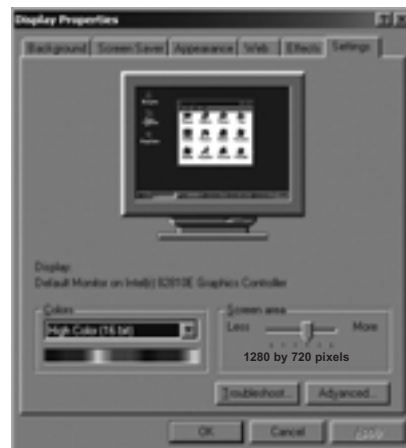 Display Properties
Background Screen Saver Appearance Web Effects Settings
Display:
Default Monitor on Intel(r) 82810E Graphics Controller
Colors
High Color (16 bit)
Screen area
Less More
1280 by 720 pixels
Troubleshoot... Advanced...
OK Cancel Apply